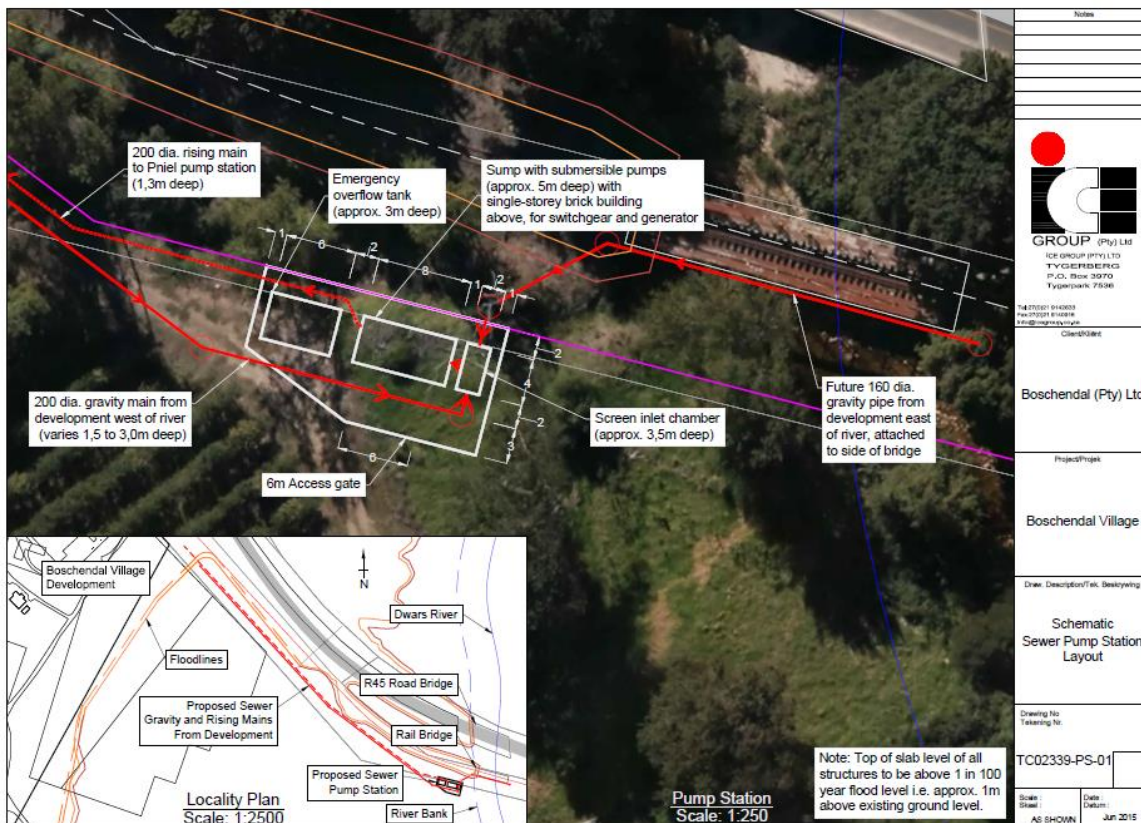 200 dia. rising main
to Pniel pump station
(1,3m deep)
Emergency
overflow tank
(approx. 3m deep)
Sump with submersible pumps
(approx. 5m deep) with
single-storey brick building
above, for switchgear and generator
1
6
2
8
1
2
1
2
4
2
3
6
200 dia. gravity main from
development west of river
(varies 1,5 to 3,0m deep)
6m Access gate
Screen inlet chamber
(approx. 3,5m deep)
Future 160 dia.
gravity pipe from
development east
of river, attached
to side of bridge
Boschendal Village
Development
N
Dwars River
Floodlines
R45 Road Bridge
Proposed Sewer
Gravity and Rising Mains
From Development
Rail Bridge
Proposed Sewer
Pump Station
River Bank
Locality Plan
Scale: 1:2500
Pump Station
Scale: 1:250
Note: Top of slab level of all
structures to be above 1 in 100
year flood level i.e. approx. 1m
above existing ground level.
Notes
GROUP (Pty) Ltd
ICE GROUP (PTY) LTD
TYGERBERG
P.O. Box 3970
Tygerpark 7536
Client/Kliënt
Boschendal (Pty) Ltd
Project/Projek
Boschendal Village
Draw. Description/Tek. Beskrywing
Schematic
Sewer Pump Station
Layout
Drawing No
Tekening Nr.
TC02339-PS-01
Scale :
Skaal :
AS SHOWN
Date :
Datum :
Jun 2015